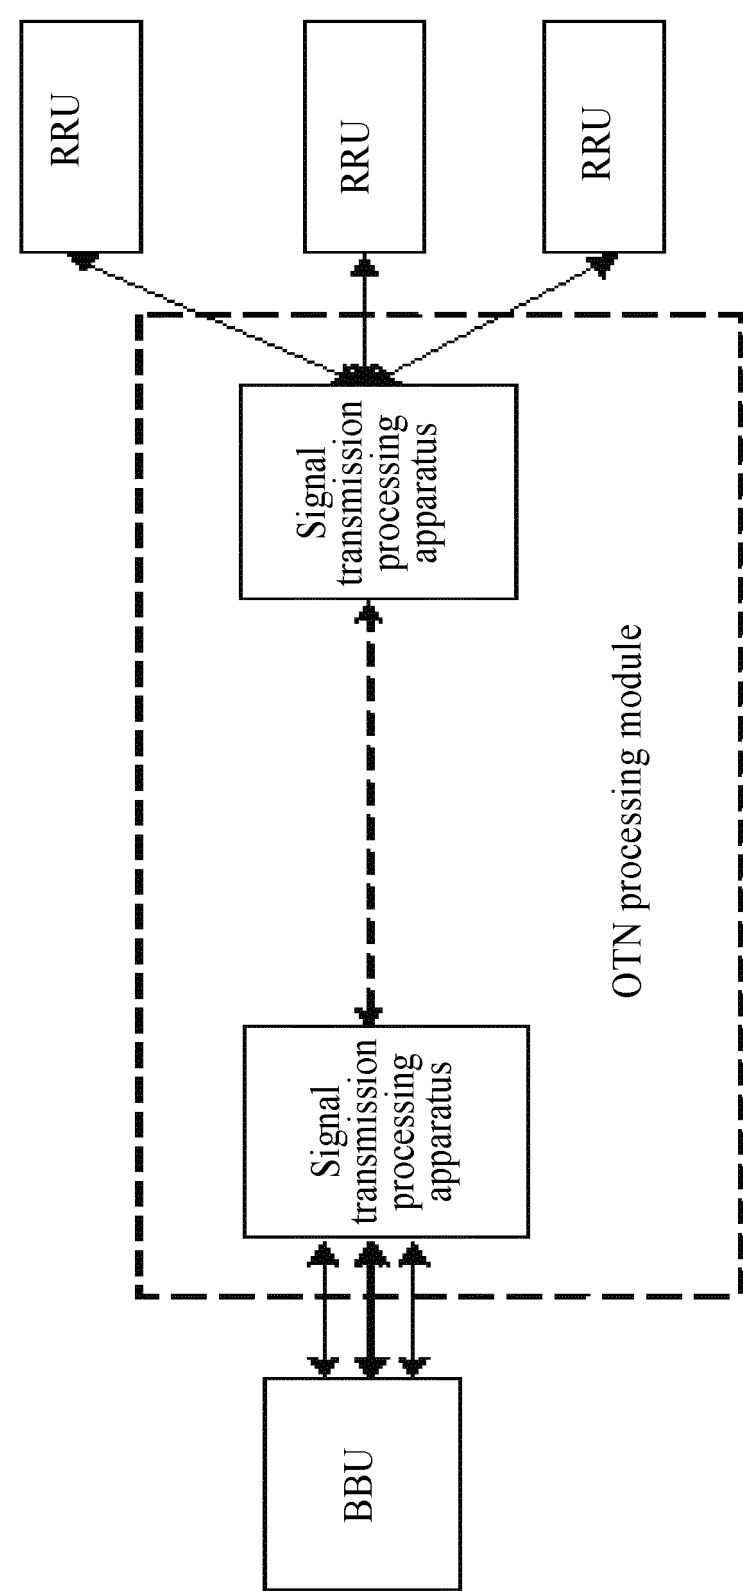 RRU
RRU
RRU
Signal
transmission
processing
apparatus
OTN processing module
Signal
transmission
processing
apparatus
BBU